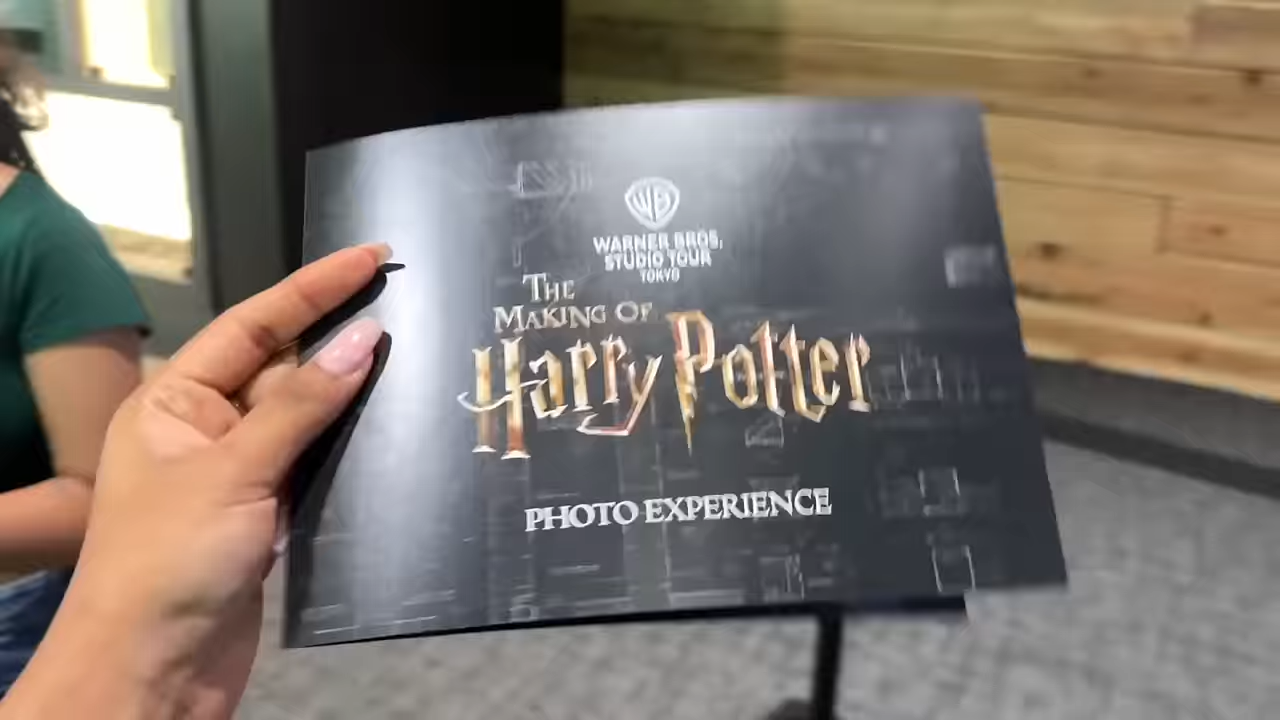 WB
WARNER BROS.
STUDIO TOUR
TOKYO
THE
MAKING OF
Harry Potter
PHOTO EXPERIENCE